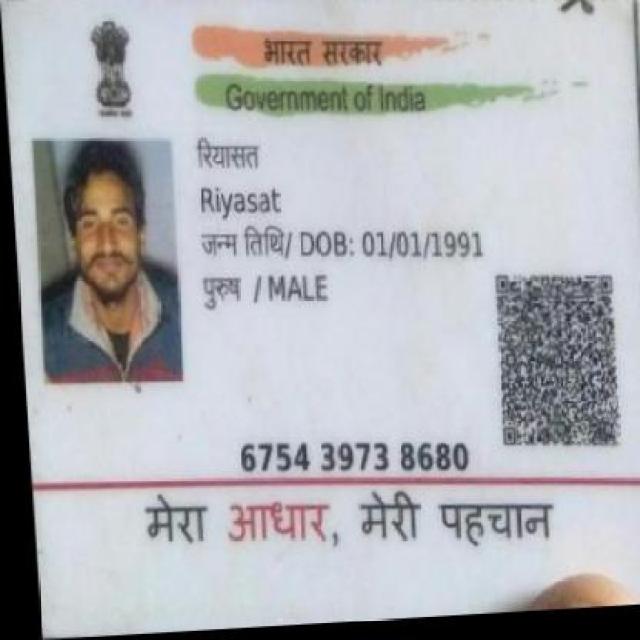 भारत सरकार
Government of India
रियासत
Riyasat
जन्म तिथि/ DOB: 01/01/1991
पुरुष / MALE
6754 3973 8680
मेरा आधार, मेरी पहचान